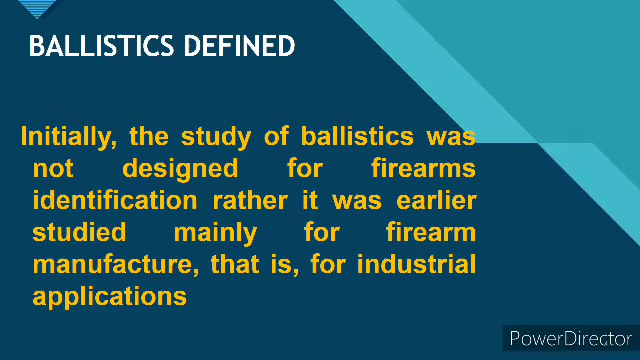 BALLISTICS DEFINED
Initially, the study of ballistics was
not designed for firearms
identification rather it was earlier
studied mainly for firearm
manufacture, that is, for industrial
applications
PowerDirector